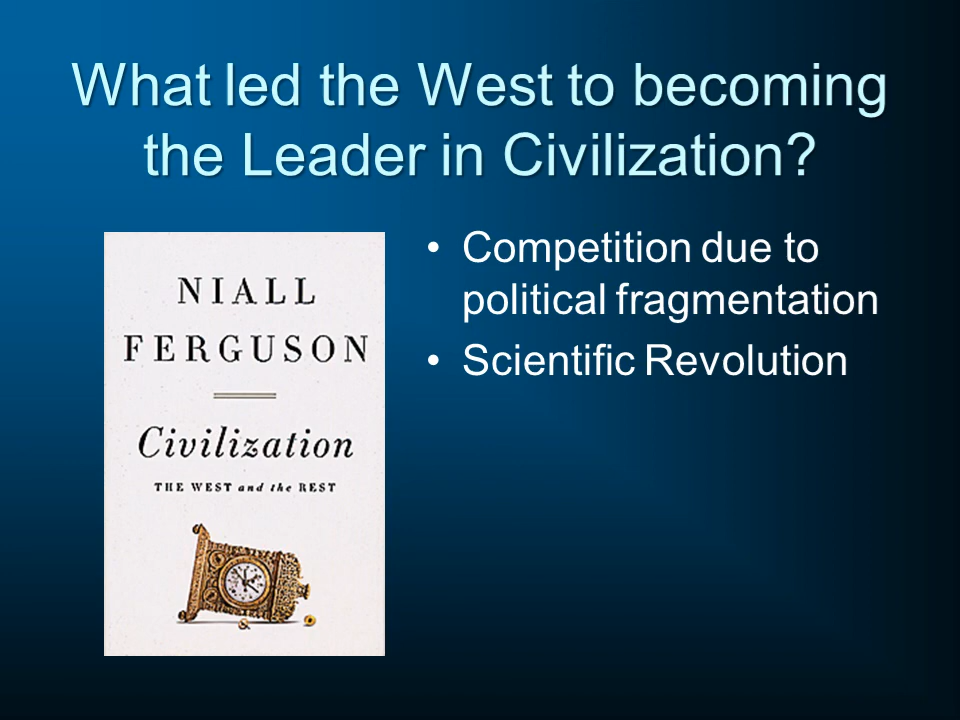 What led the West to becoming
the Leader in Civilization?
NIALL
FERGUSON
Civilization
THE WEST and the REST
• Competition due to
political fragmentation
• Scientific Revolution